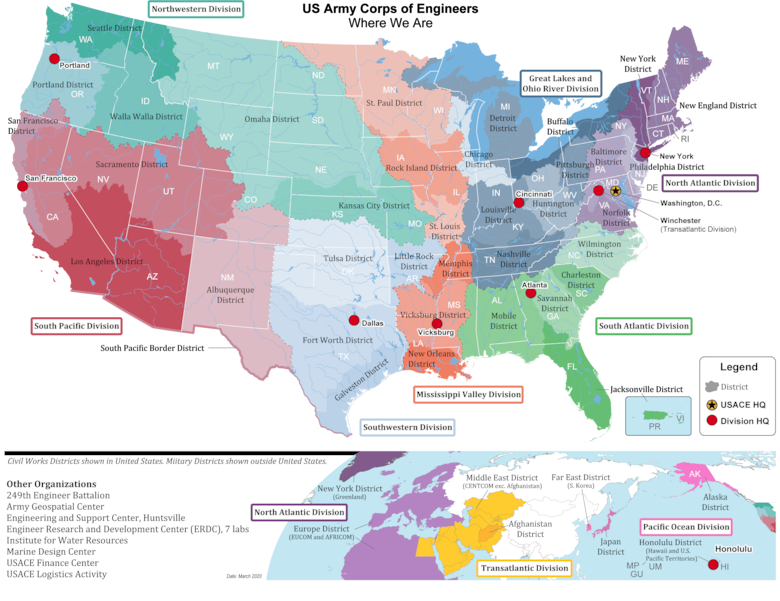 US Army Corps of Engineers
Where We Are
Northwestern Division
Seattle District
WA
Portland
Portland District
OR
ID
Walla Walla District
MT
ND
Omaha District
SD
WY
NE
CO
KS
Kansas City District
MO
MN
St. Paul District
WI
IA
Rock Island District
IL
St. Louis
District
Great Lakes and
Ohio River Division
MI
Detroit
District
Chicago
District
Buffalo
District
Pittsburgh
District
OH
IN
Cincinnati
Huntington
District
WV
Louisville
District
KY
Nashville
District
TN
New York
District
ME
VT
NH
New England District
MA
CT
RI
NY
New York
Philadelphia District
Baltimore
District
PA
NJ
MD
DE
North Atlantic Division
Washington, D.C.
Winchester
(Transatlantic Division)
VA
Norfolk
District
San Francisco
District
San Francisco
Sacramento District
NV
UT
CA
Los Angeles District
AZ
NM
Albuquerque
District
South Pacific Division
South Pacific Border District
Tulsa District
OK
Little Rock
District
AR
Dallas
Fort Worth District
TX
Galveston District
Southwestern Division
Memphis
District
MS
Vicksburg District
Vicksburg
LA
New Orleans
District
Mississippi Valley Division
Wilmington
District
NC
Charleston
District
SC
Atlanta
Savannah
District
GA
AL
Mobile
District
FL
South Atlantic Division
Jacksonville District
PR
VI
Legend
District
USACE HQ
Division HQ
Civil Works Districts shown in United States. Miitary Districts shown outside United States.
Other Organizations
249th Engineer Battalion
Army Geospatial Center
Engineering and Support Center, Huntsville
Engineer Research and Development Center (ERDC), 7 labs
Institute for Water Resources
Marine Design Center
USACE Finance Center
USACE Logistics Activity
Date: March 2020
New York District
(Greenland)
North Atlantic Division
Europe District
(EUCOM and AFRICOM)
Middle East District
(CENTCOM exc. Afghanistan)
Afghanistan
District
Transatlantic Division
Far East District
(S. Korea)
Japan
District
AK
Alaska
District
Pacific Ocean Division
Honolulu District
(Hawaii and U.S.
Pacific Territories)
Honolulu
HI
MP
GU
UM